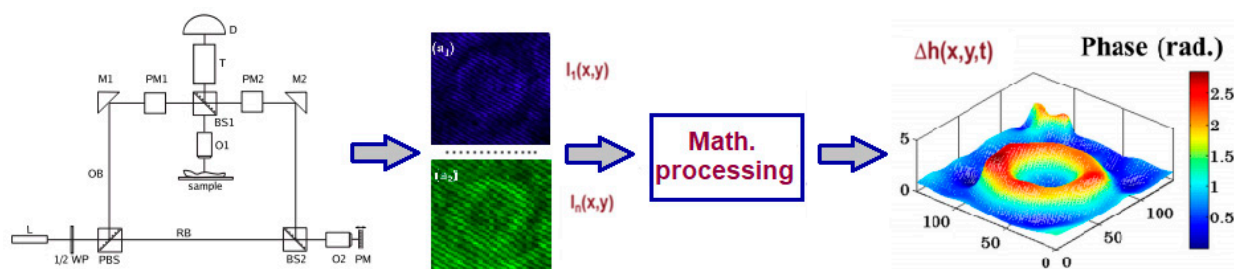 D
T
M1
PM1
PM2
M2
BS1
O1
OB
sample
L
RB
1/2 WP
PBS
BS2
O2
PM
(a₁)
I₁(x,y)
(a₂)
Iₙ(x,y)
Math.
processing
Δh(x,y,t)
Phase (rad.)
5
0
100
50
0
0
50
100
2.5
2
1.5
1
0.5